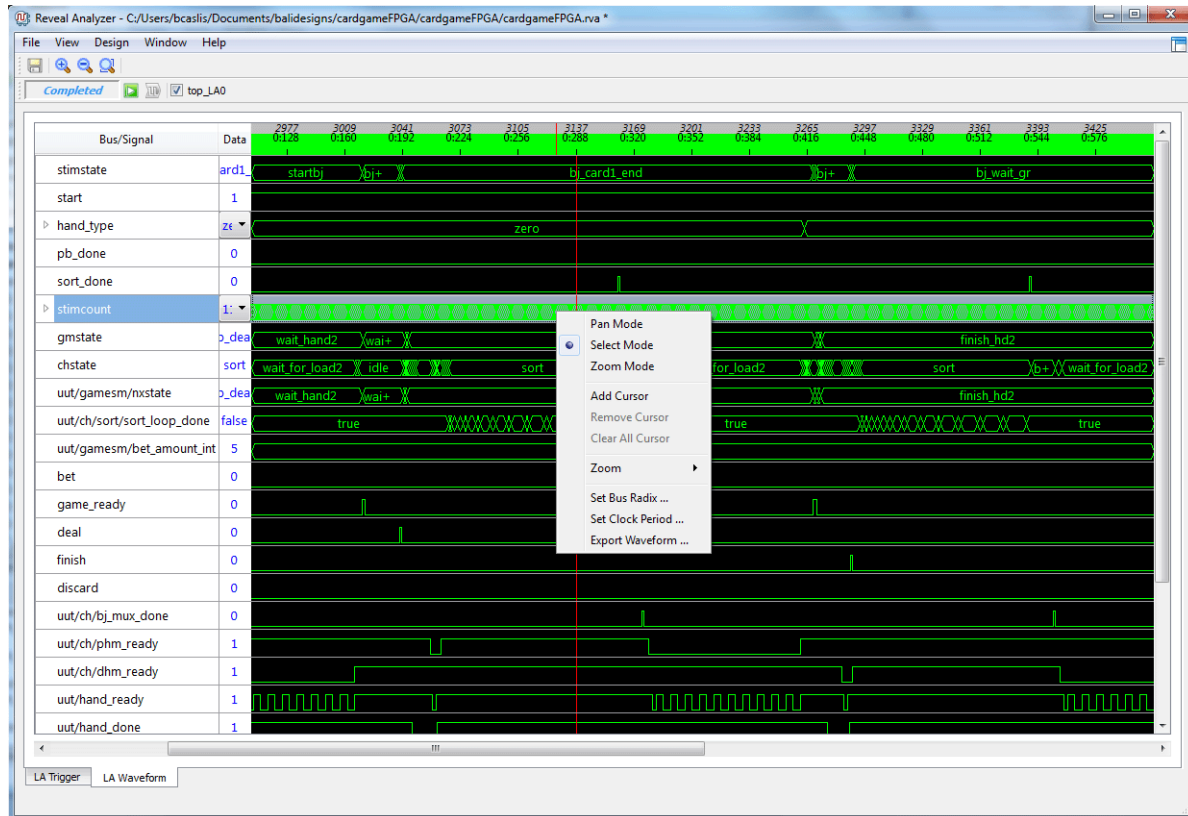 Reveal Analyzer - C:/Users/bcaslis/Documents/balidesigns/cardgameFPGA/cardgameFPGA/cardgameFPGA.rva *
File View Design Window Help
Completed top_LA0
Bus/Signal Data 2977 3009 3041 3073 3105 3137 3169 3201 3233 3265 3297 3329 3361 3393 3425
0:128 0:160 0:192 0:224 0:256 0:288 0:320 0:352 0:384 0:416 0:448 0:480 0:512 0:544 0:576
stimstate ard1_ startbj bj+ bj_card1_end bj+ bj_wait_gr
start 1
hand_type ze zero
pb_done 0
sort_done 0
stimcount 1:
Pan Mode
gmstate o_dea wait_hand2 wai+ finish_hd2
Select Mode
chstate sort wait_for_load2 idle sort for_load2 sort b+ wait_for_load2
Zoom Mode
uut/gamesm/nxstate o_dea wait_hand2 wai+ finish_hd2
Add Cursor
Remove Cursor
uut/ch/sort/sort_loop_done false true true true
Clear All Cursor
uut/gamesm/bet_amount_int 5
Zoom
bet 0
Set Bus Radix ...
game_ready 0
Set Clock Period ...
deal 0
Export Waveform ...
finish 0
discard 0
uut/ch/bj_mux_done 0
uut/ch/phm_ready 1
uut/ch/dhm_ready 1
uut/hand_ready 1
uut/hand_done 1
LA Trigger LA Waveform